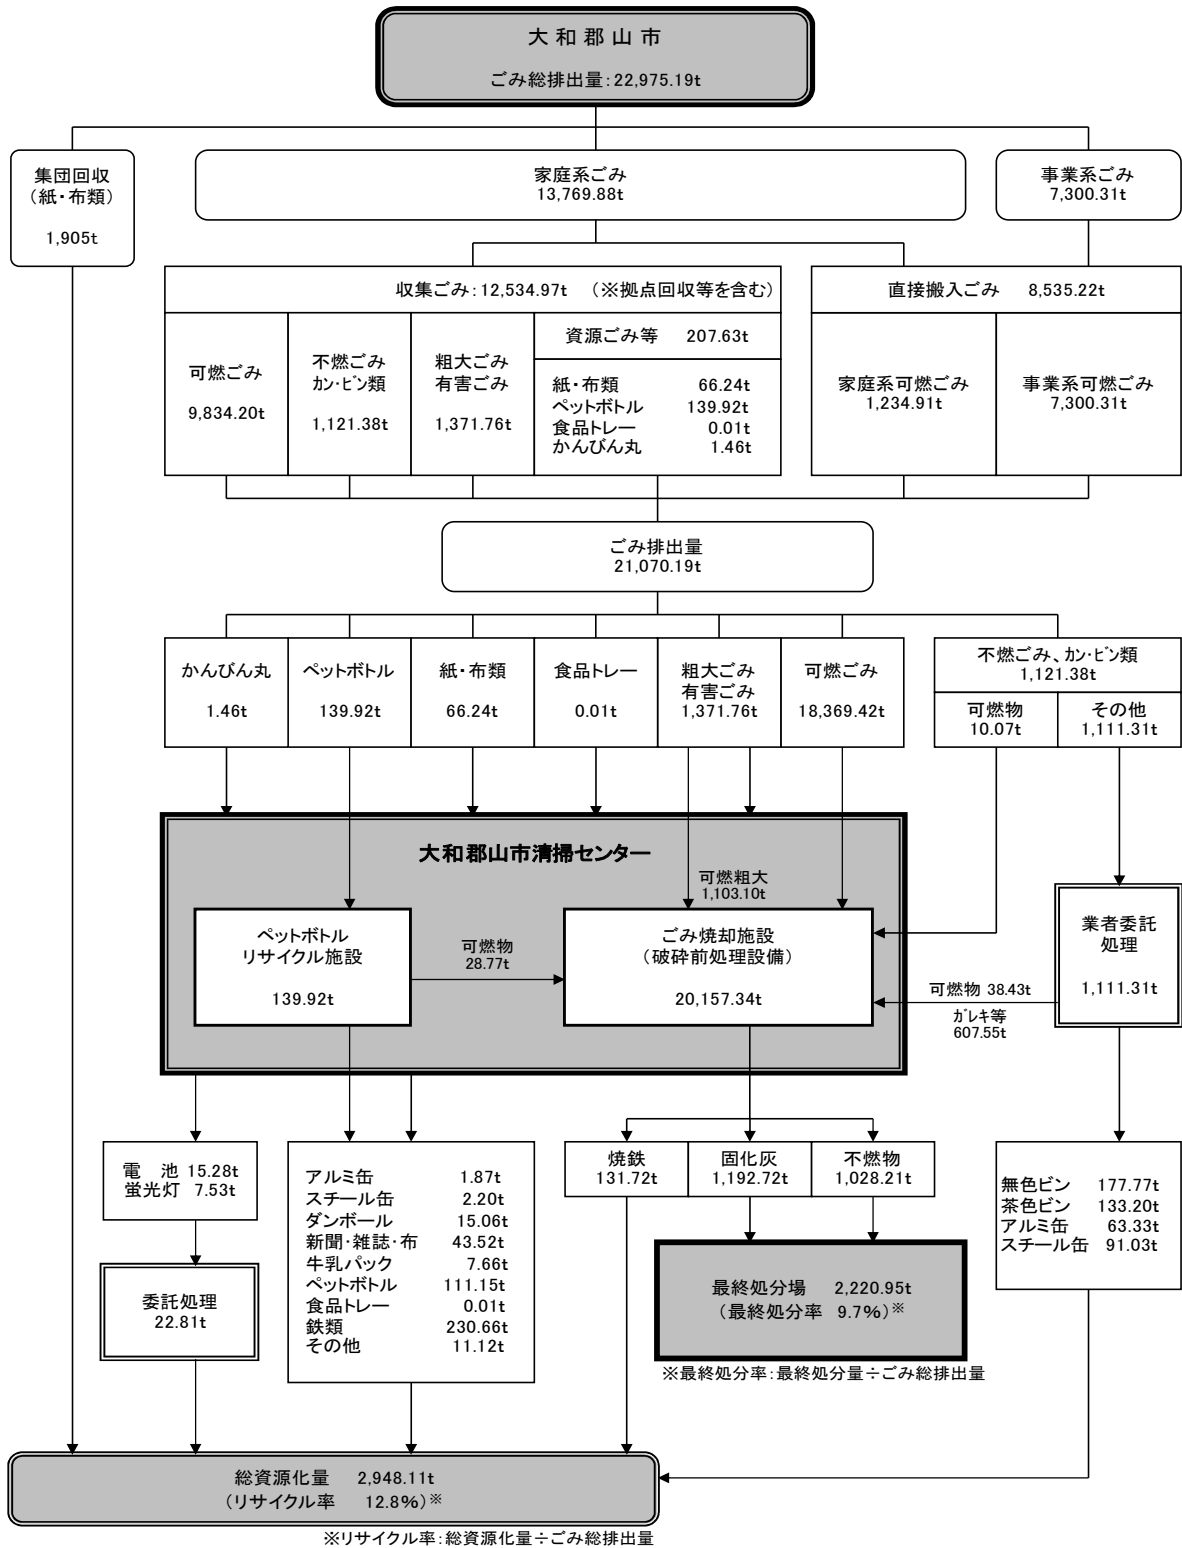 大和郡山市
ごみ総排出量:22,975.19t
集団回収
(紙・布類)
1,905t
家庭系ごみ
13,769.88t
事業系ごみ
7,300.31t
収集ごみ:12,534.97t (※拠点回収等を含む)
可燃ごみ
9,834.20t
不燃ごみ
カン・ビン類
1,121.38t
粗大ごみ
有害ごみ
1,371.76t
資源ごみ等 207.63t
紙・布類 66.24t
ペットボトル 139.92t
食品トレー 0.01t
かんびん丸 1.46t
直接搬入ごみ 8,535.22t
家庭系可燃ごみ
1,234.91t
事業系可燃ごみ
7,300.31t
ごみ排出量
21,070.19t
かんびん丸
1.46t
ペットボトル
139.92t
紙・布類
66.24t
食品トレー
0.01t
粗大ごみ
有害ごみ
1,371.76t
可燃ごみ
18,369.42t
不燃ごみ、カン・ビン類
1,121.38t
可燃物
10.07t
その他
1,111.31t
大和郡山市清掃センター
可燃粗大
1,103.10t
ペットボトル
リサイクル施設
139.92t
可燃物
28.77t
ごみ焼却施設
(破砕前処理設備)
20,157.34t
業者委託
処理
1,111.31t
可燃物 38.43t
ガレキ等
607.55t
電 池 15.28t
蛍光灯 7.53t
委託処理
22.81t
アルミ缶 1.87t
スチール缶 2.20t
ダンボール 15.06t
新聞・雑誌・布 43.52t
牛乳パック 7.66t
ペットボトル 111.15t
食品トレー 0.01t
鉄類 230.66t
その他 11.12t
焼鉄
131.72t
固化灰
1,192.72t
不燃物
1,028.21t
最終処分場 2,220.95t
(最終処分率 9.7%)※
※最終処分率:最終処分量÷ごみ総排出量
無色ビン 177.77t
茶色ビン 133.20t
アルミ缶 63.33t
スチール缶 91.03t
総資源化量 2,948.11t
(リサイクル率 12.8%)※
※リサイクル率:総資源化量÷ごみ総排出量